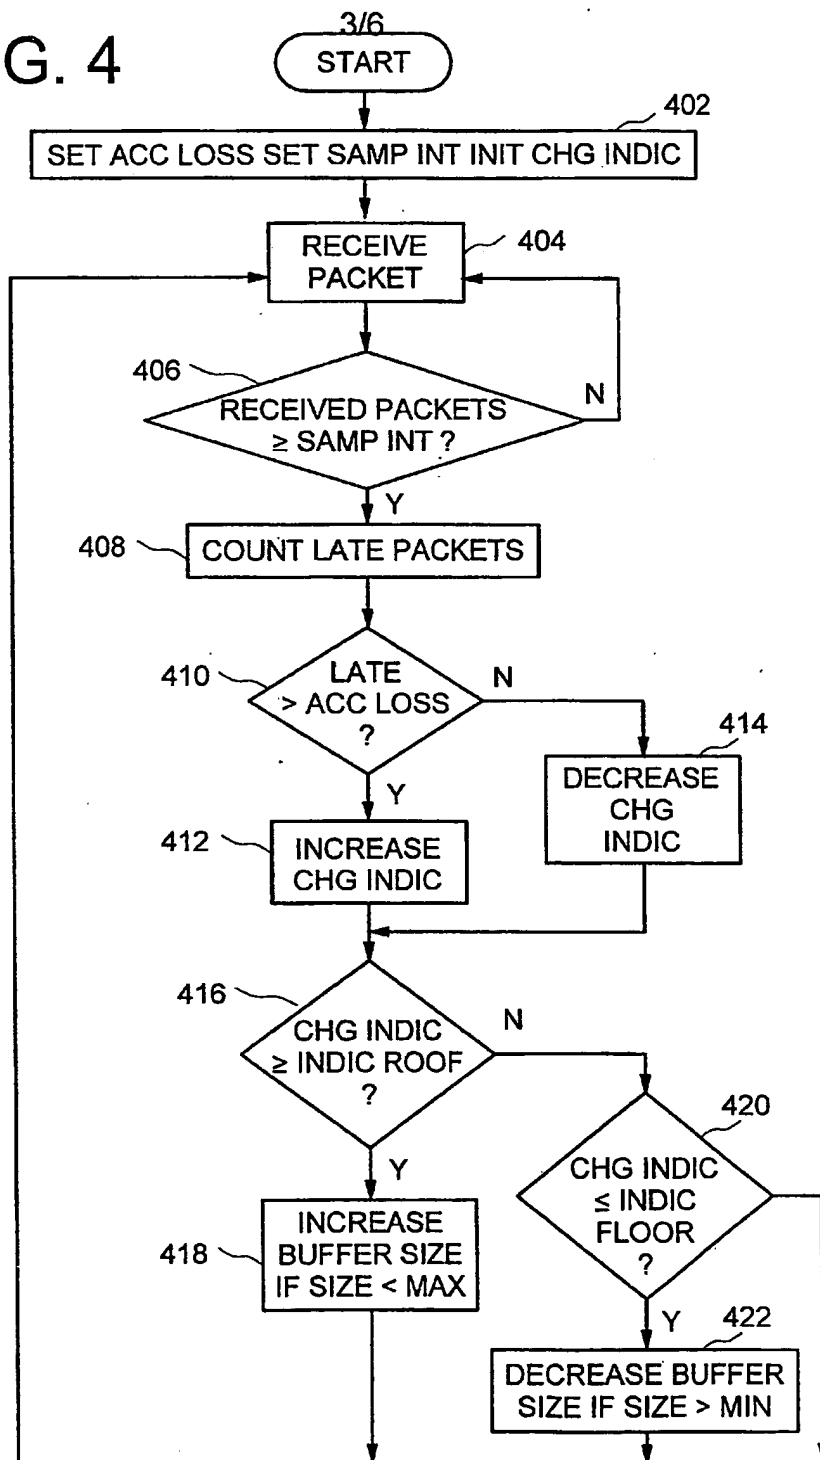 3/6
G. 4
START
402
SET ACC LOSS SET SAMP INT INIT CHG INDIC
RECEIVE
PACKET
404
406
RECEIVED PACKETS
≥ SAMP INT ?
N
Y
408
COUNT LATE PACKETS
410
LATE
> ACC LOSS
?
N
Y
414
DECREASE
CHG
INDIC
412
INCREASE
CHG INDIC
416
CHG INDIC
≥ INDIC ROOF
?
N
Y
420
CHG INDIC
≤ INDIC
FLOOR
?
Y
418
INCREASE
BUFFER SIZE
IF SIZE < MAX
422
DECREASE BUFFER
SIZE IF SIZE > MIN